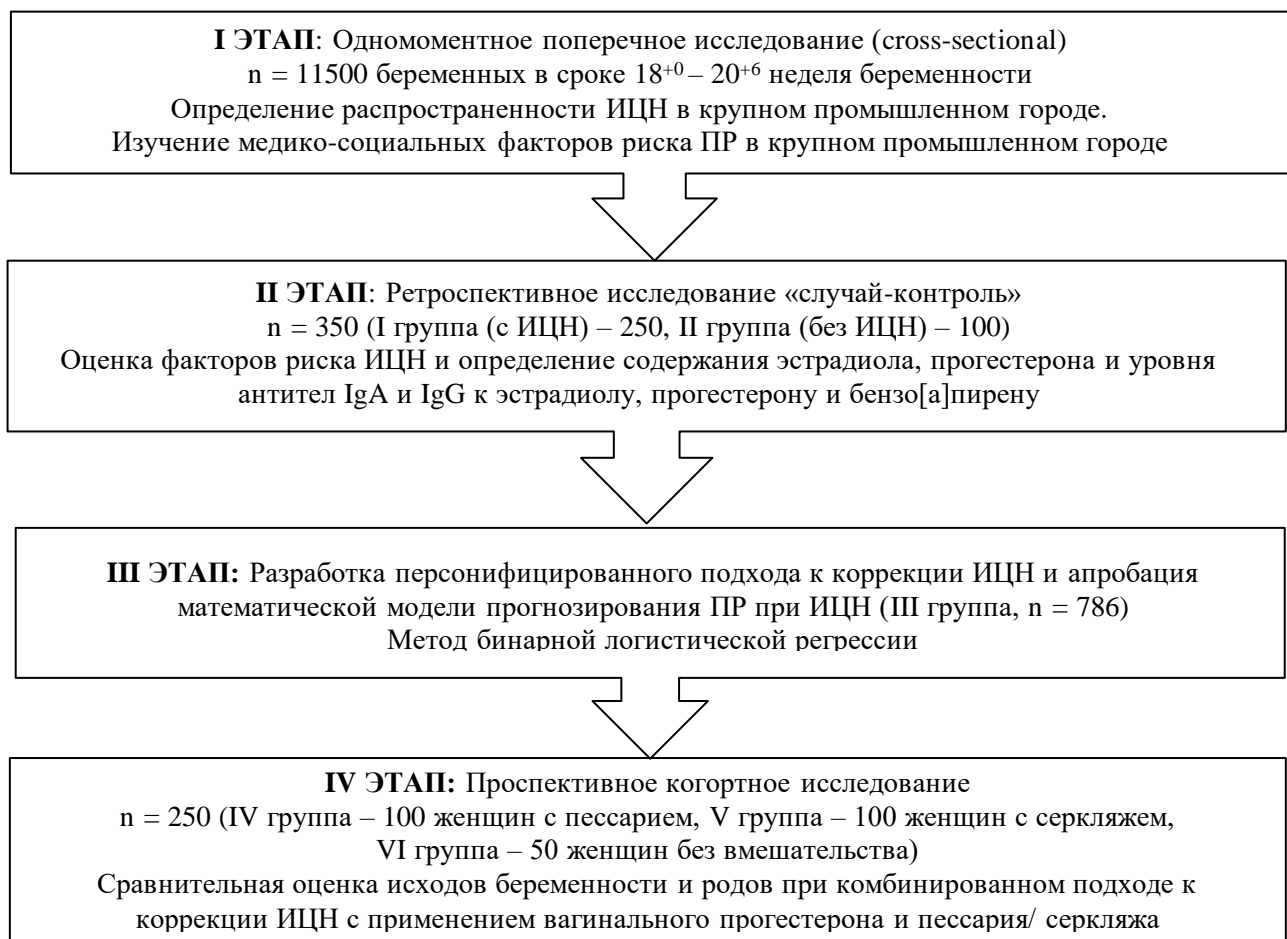 I ЭТАП: Одномоментное поперечное исследование (cross-sectional)
n = 11500 беременных в сроке 18⁺⁰ – 20⁺⁶ неделя беременности
Определение распространенности ИЦН в крупном промышленном городе.
Изучение медико-социальных факторов риска ПР в крупном промышленном городе
II ЭТАП: Ретроспективное исследование «случай-контроль»
n = 350 (I группа (с ИЦН) – 250, II группа (без ИЦН) – 100)
Оценка факторов риска ИЦН и определение содержания эстрадиола, прогестерона и уровня
антител IgA и IgG к эстрадиолу, прогестерону и бензо[а]пирену
III ЭТАП: Разработка персонифицированного подхода к коррекции ИЦН и апробация
математической модели прогнозирования ПР при ИЦН (III группа, n = 786)
Метод бинарной логистической регрессии
IV ЭТАП: Проспективное когортное исследование
n = 250 (IV группа – 100 женщин с пессарием, V группа – 100 женщин с серкляжем,
VI группа – 50 женщин без вмешательства)
Сравнительная оценка исходов беременности и родов при комбинированном подходе к
коррекции ИЦН с применением вагинального прогестерона и пессария/ серкляжа